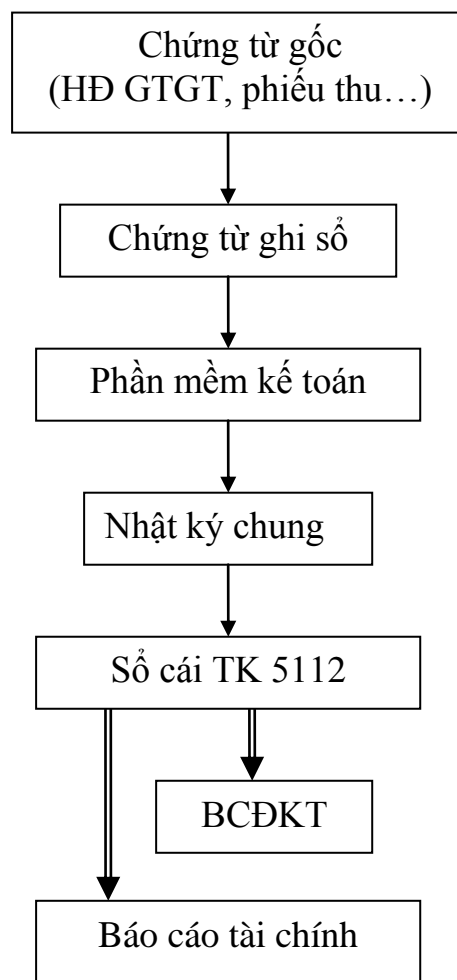 Chứng từ gốc
(HĐ GTGT, phiếu thu…)
Chứng từ ghi sổ
Phần mềm kế toán
Nhật ký chung
Sổ cái TK 5112
BCĐKT
Báo cáo tài chính